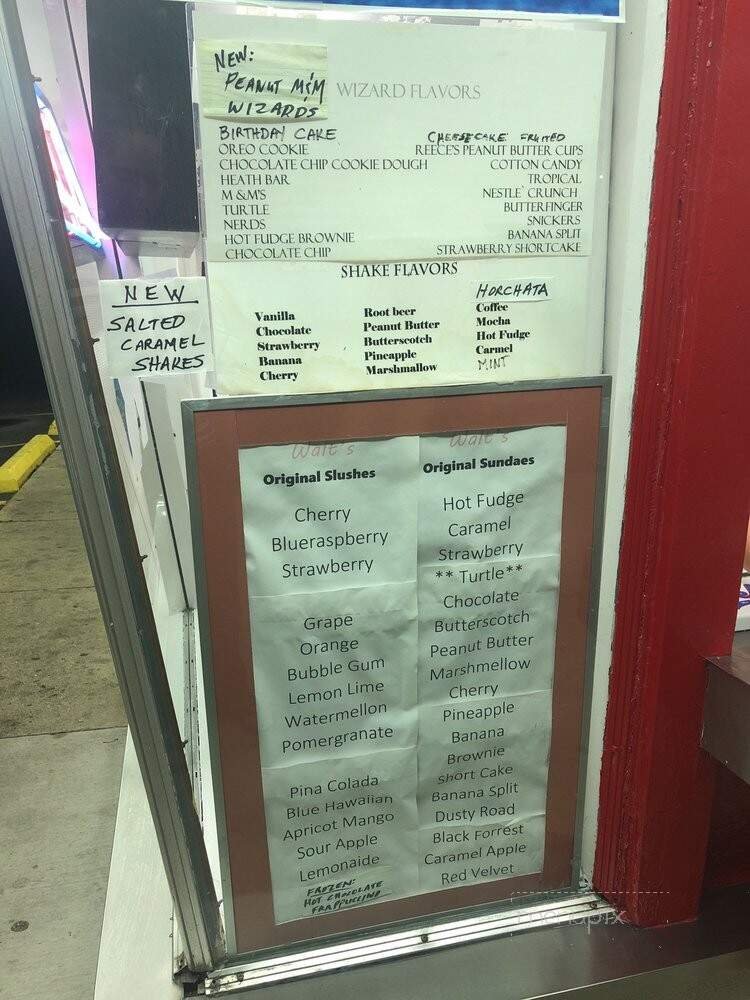 NEW:
PEANUT M&M
WIZARDS
WIZARD FLAVORS
BIRTHDAY CAKE
OREO COOKIE
CHOCOLATE CHIP COOKIE DOUGH
HEATH BAR
M &M'S
TURTLE
NERDS
HOT FUDGE BROWNIE
CHOCOLATE CHIP
CHEESECAKE FRUITED
REECE'S PEANUT BUTTER CUPS
COTTON CANDY
TROPICAL
NESTLE` CRUNCH
BUTTERFINGER
SNICKERS
BANANA SPLIT
STRAWBERRY SHORTCAKE
NEW
SALTED
CARAMEL
SHAKES
SHAKE FLAVORS
Vanilla
Chocolate
Strawberry
Banana
Cherry
Root beer
Peanut Butter
Butterscotch
Pineapple
Marshmallow
HORCHATA
Coffee
Mocha
Hot Fudge
Carmel
MINT
Walt's
Original Slushes
Cherry
Blueraspberry
Strawberry
Grape
Orange
Bubble Gum
Lemon Lime
Watermellon
Pomergranate
Pina Colada
Blue Hawaiian
Apricot Mango
Sour Apple
Lemonaide
FROZEN:
HOT CHOCOLATE
FRAPPUCCINO
Walt's
Original Sundaes
Hot Fudge
Caramel
Strawberry
** Turtle**
Chocolate
Butterscotch
Peanut Butter
Marshmellow
Cherry
Pineapple
Banana
Brownie
short Cake
Banana Split
Dusty Road
Black Forrest
Caramel Apple
Red Velvet
menupix